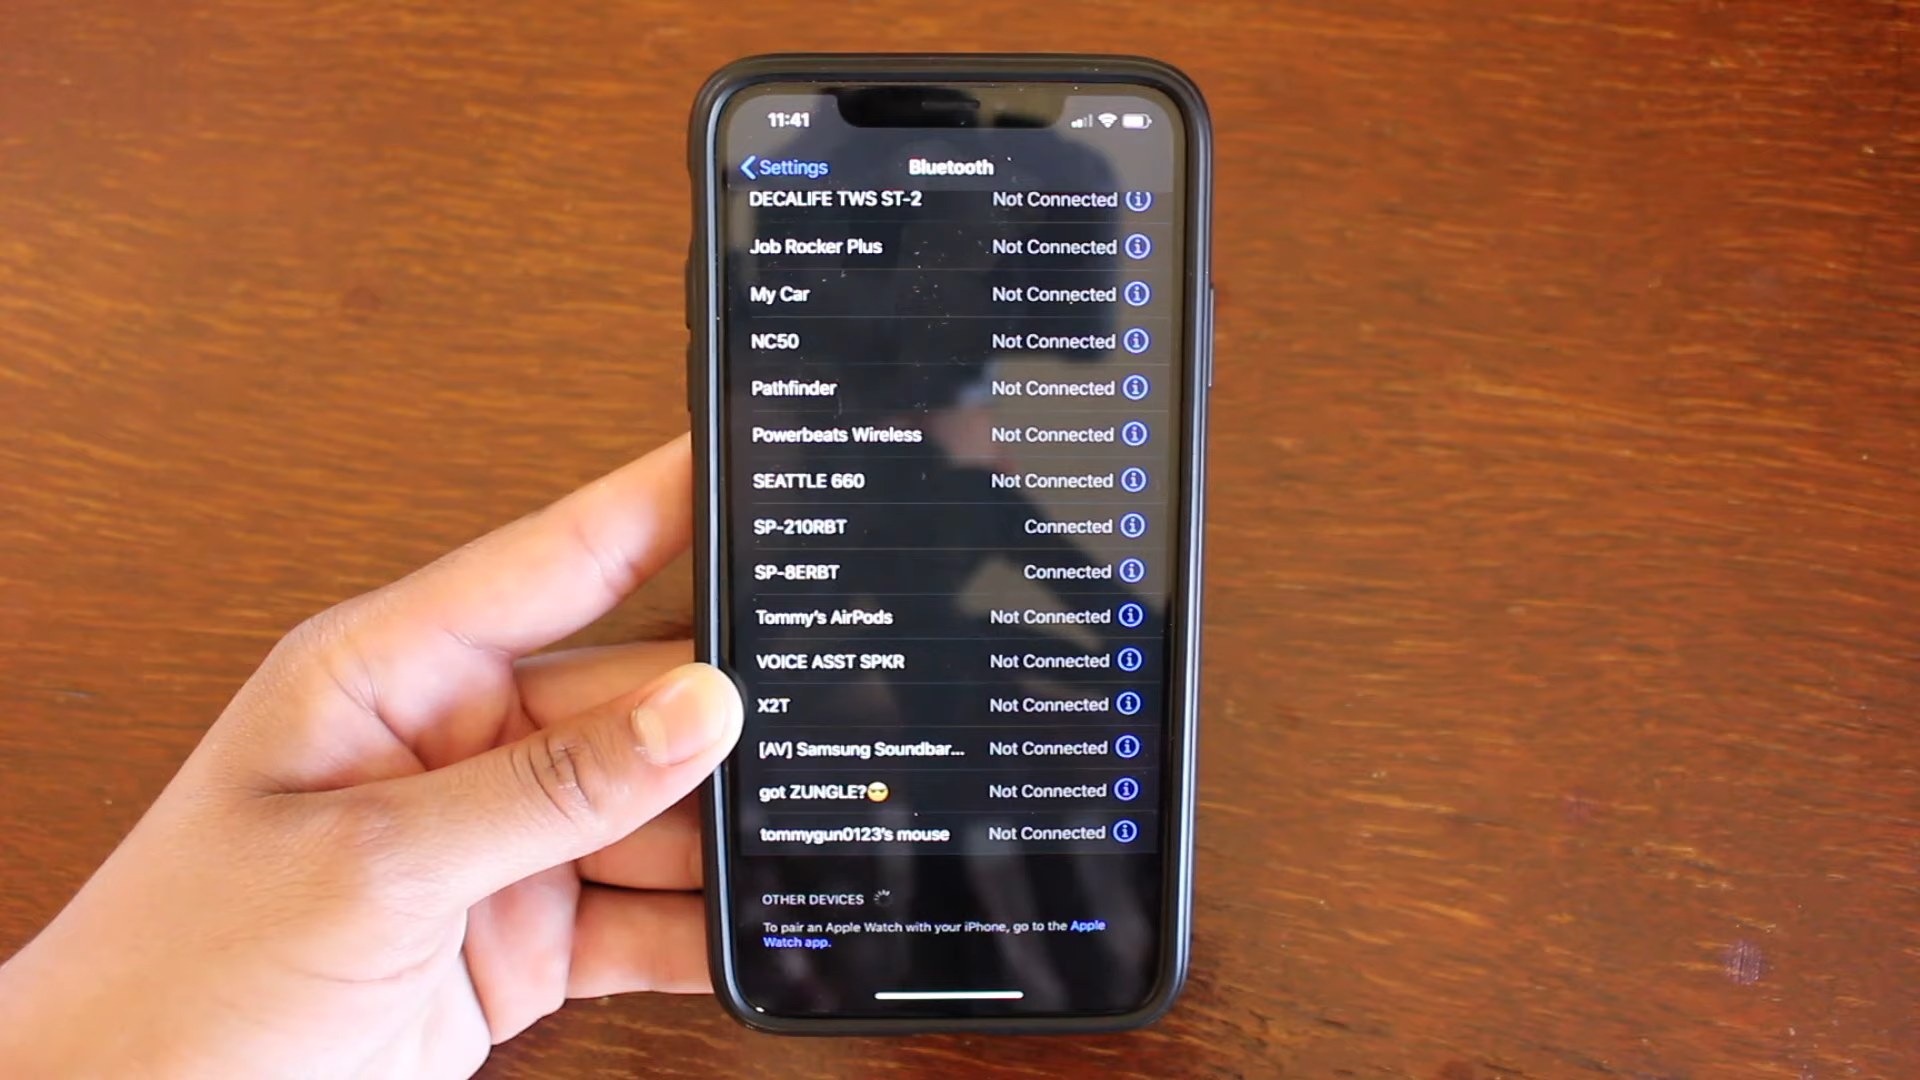 11:41
Settings Bluetooth
DECALIFE TWS ST-2 Not Connected
Job Rocker Plus Not Connected
My Car Not Connected
NC50 Not Connected
Pathfinder Not Connected
Powerbeats Wireless Not Connected
SEATTLE 660 Not Connected
SP-210RBT Connected
SP-8ERBT Connected
Tommy's AirPods Not Connected
VOICE ASST SPKR Not Connected
X2T Not Connected
[AV] Samsung Soundbar... Not Connected
got ZUNGLE?😎 Not Connected
tommygun0123's mouse Not Connected
OTHER DEVICES
To pair an Apple Watch with your iPhone, go to the Apple
Watch app.